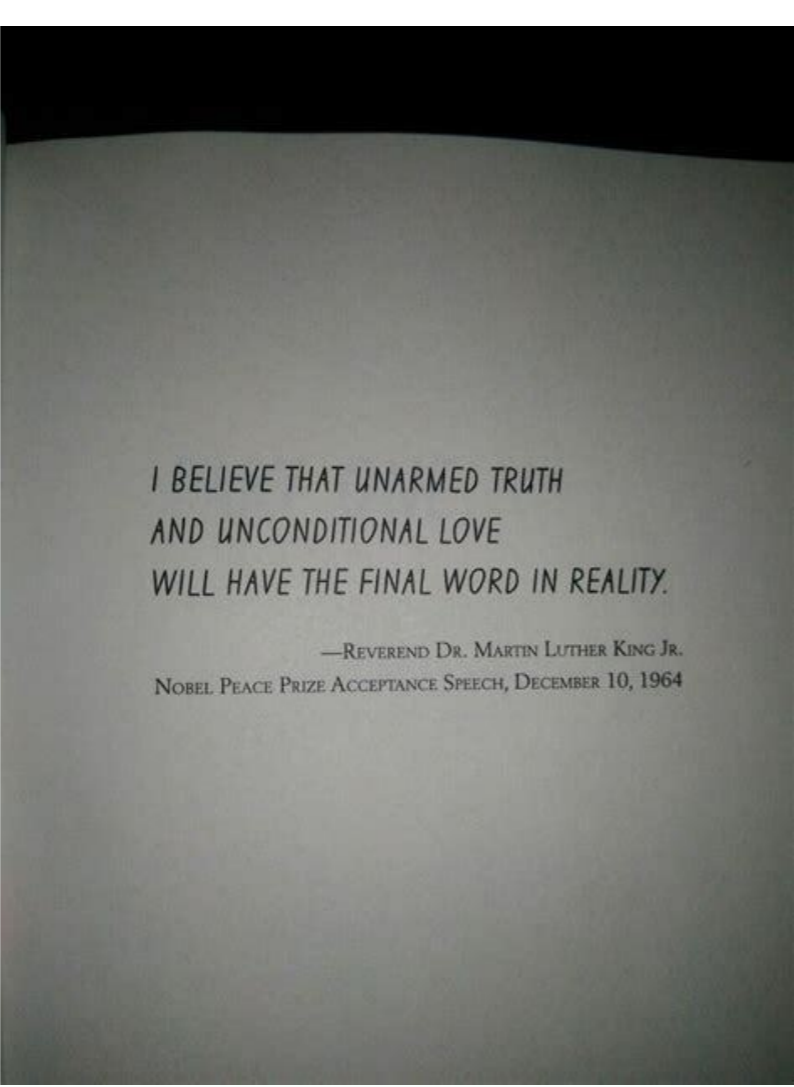 I BELIEVE THAT UNARMED TRUTH
AND UNCONDITIONAL LOVE
WILL HAVE THE FINAL WORD IN REALITY.
—REVEREND DR. MARTIN LUTHER KING JR.
NOBEL PEACE PRIZE ACCEPTANCE SPEECH, DECEMBER 10, 1964